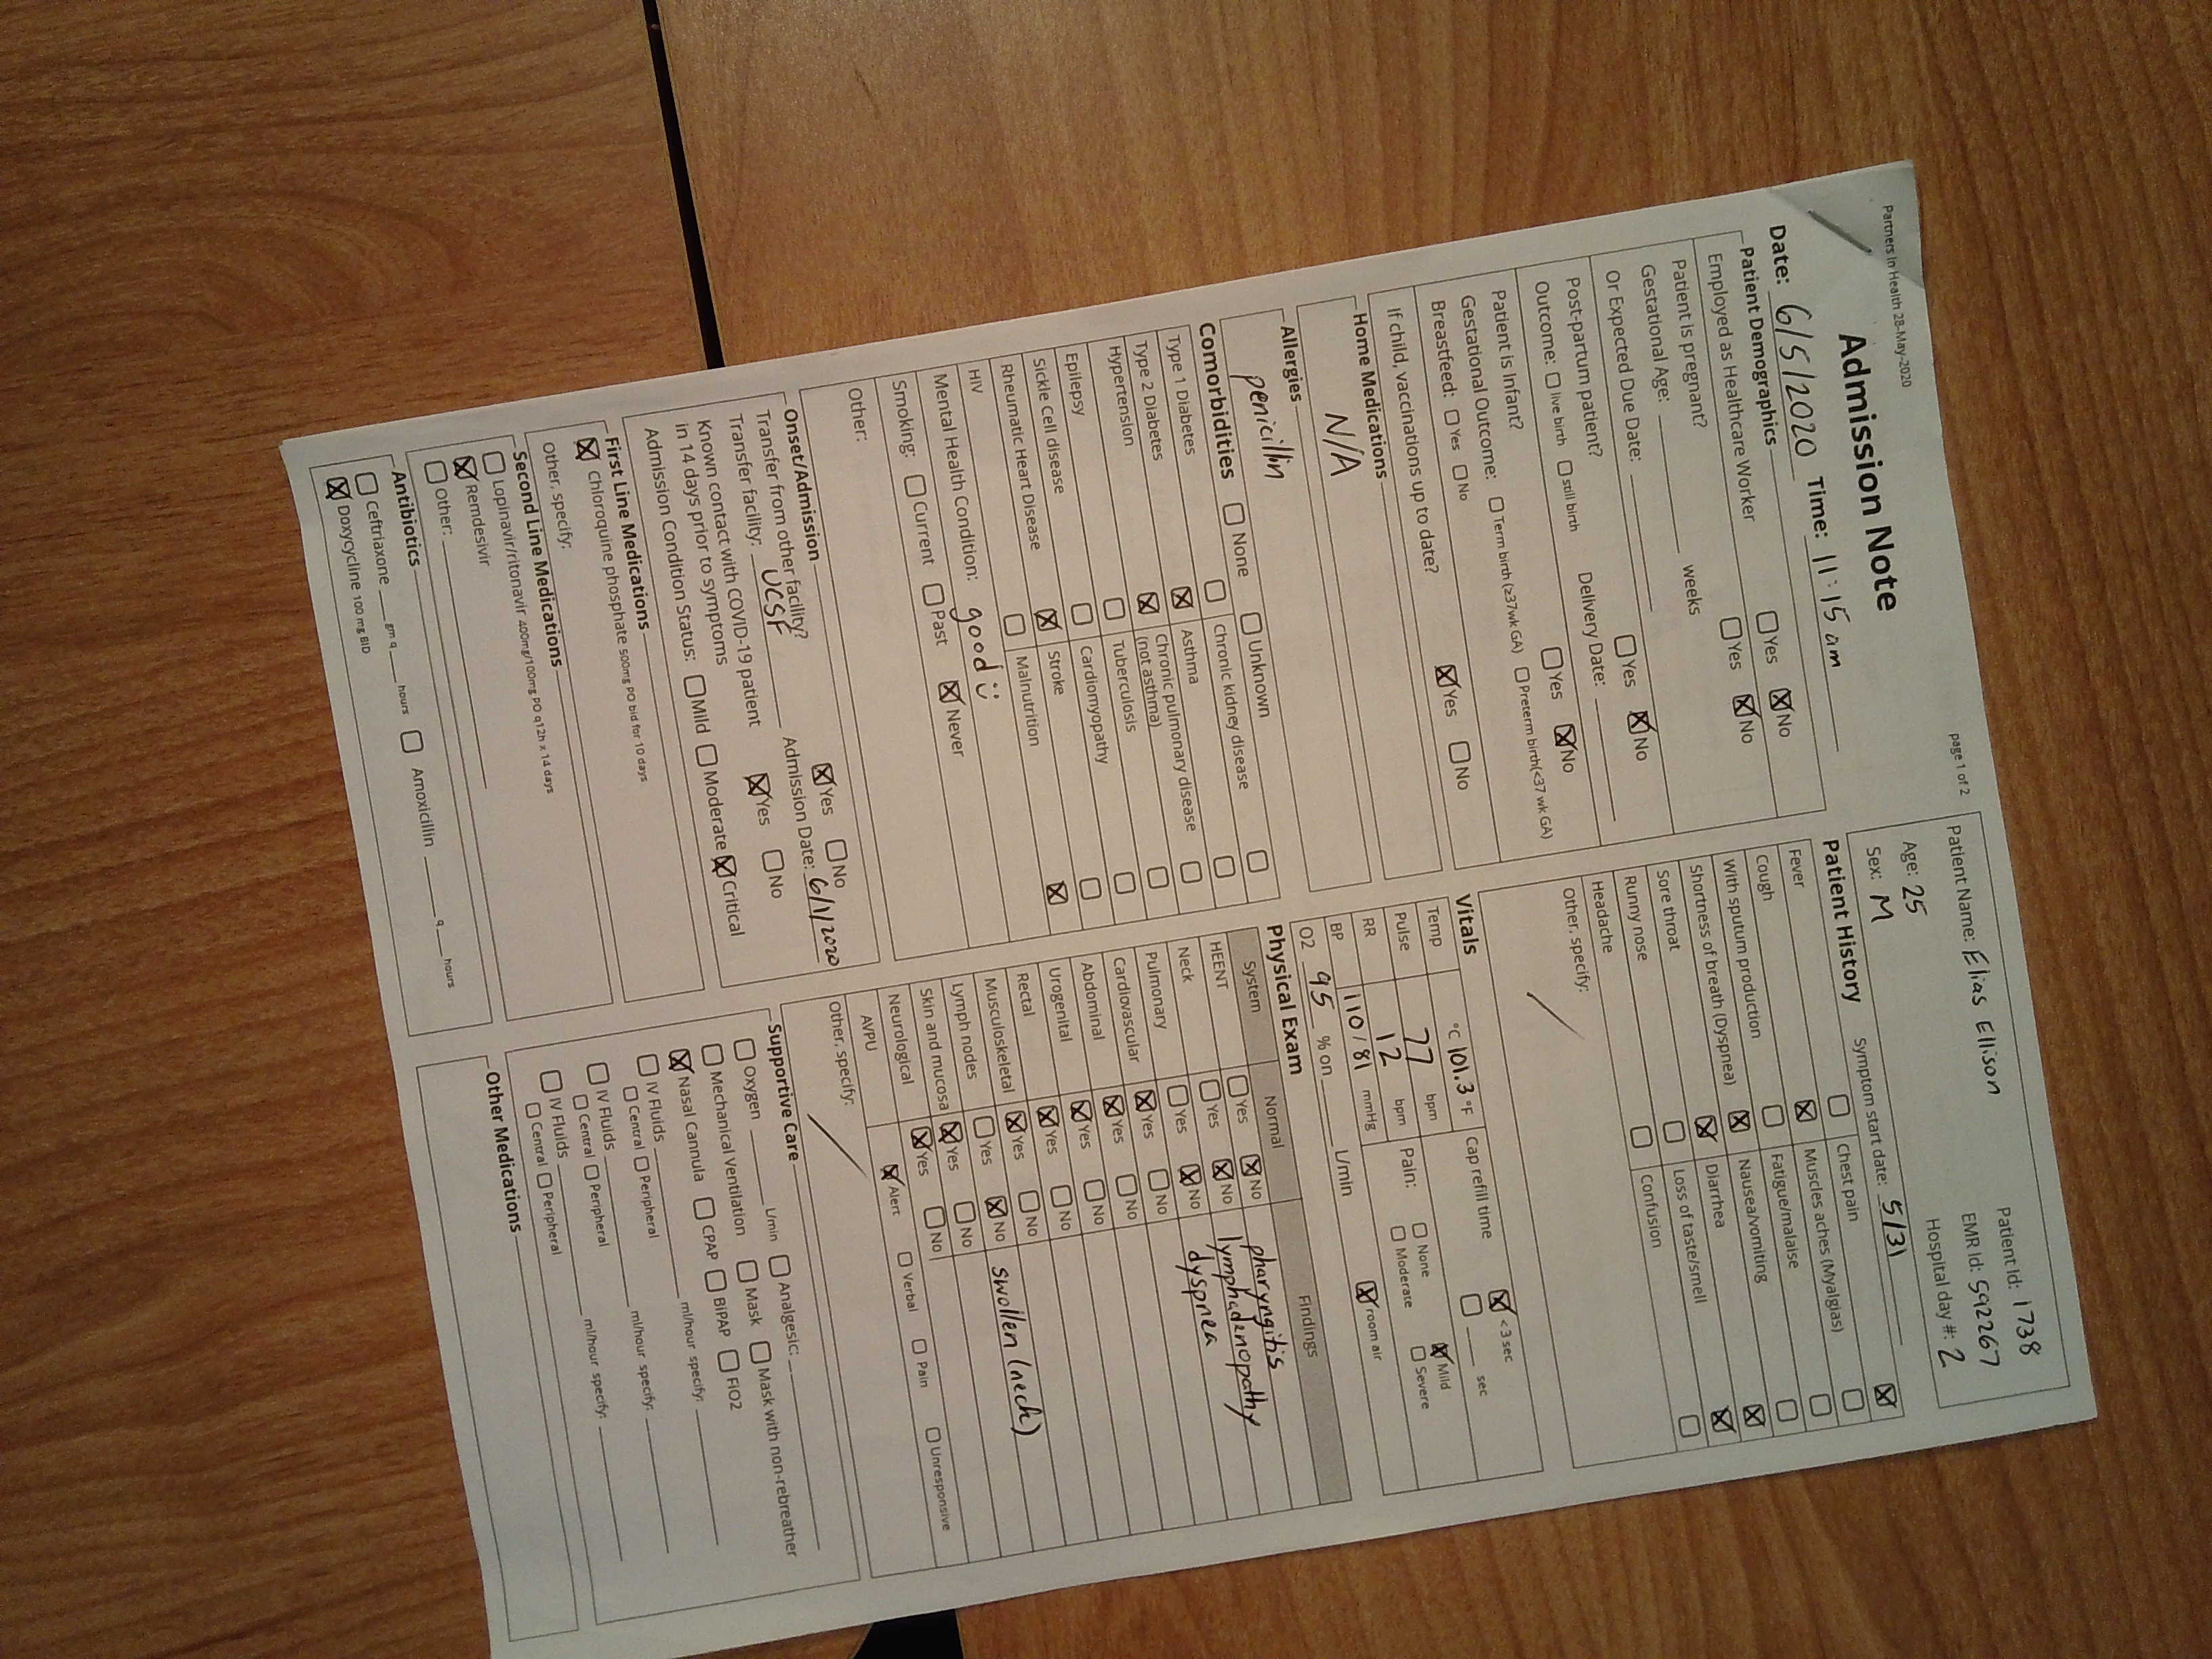 Partners In Health 28-May-2020
page 1 of 2
Admission Note
Date: 6/5/2020 Time: 11:15 am
Patient Name: Elias Ellison
Patient Id: 1738
EMR Id: 592267
Age: 25
Sex: M
Hospital day #: 2
Patient Demographics
Employed as Healthcare Worker Yes No
Patient is pregnant? Yes No
Gestational Age: weeks
Or Expected Due Date: Yes No
Post-partum patient?
Outcome: live birth still birth Delivery Date:
Patient is Infant? Yes No
Gestational Outcome: Term birth (≥37wk GA) Preterm birth(<37 wk GA)
Breastfeed: Yes No
If child, vaccinations up to date? Yes No
Home Medications
N/A
Allergies
penicillin
Comorbidities None Unknown
Type 1 Diabetes Chronic kidney disease
Type 2 Diabetes Asthma
Hypertension Chronic pulmonary disease (not asthma)
Epilepsy Tuberculosis
Sickle Cell disease Cardiomyopathy
Rheumatic Heart Disease Stroke
HIV Malnutrition
Mental Health Condition: good
Smoking: Current Past Never
Other:
Onset/Admission
Transfer from other facility? Yes No
Transfer facility: UCSF Admission Date: 6/1/2020
Known contact with COVID-19 patient
in 14 days prior to symptoms Yes No
Admission Condition Status: Mild Moderate Critical
First Line Medications
Chloroquine phosphate 500mg PO bid for 10 days
Other, specify:
Second Line Medications
Lopinavir/ritonavir 400mg/100mg PO q12h x 14 days
Remdesivir
Other:
Antibiotics
Ceftriaxone gm q hours Amoxicillin q hours
Doxycycline 100 mg BID
Patient History Symptom start date: 5/31
Fever Chest pain
Cough Muscles aches (Myalgias)
With sputum production Fatigue/malaise
Shortness of breath (Dyspnea) Nausea/vomiting
Sore throat Diarrhea
Runny nose Loss of taste/smell
Headache Confusion
Other, specify:
Vitals
Temp °C 101.3 °F Cap refill time <3 sec sec
Pulse 77 bpm Pain: None Mild
RR 12 bpm Moderate Severe
BP 110/81 mmHg
O2 95 % on L/min room air
Physical Exam
System Normal Findings
HEENT Yes No pharyngitis
Neck Yes No lymphadenopathy
Pulmonary Yes No dyspnea
Cardiovascular Yes No
Abdominal Yes No
Urogenital Yes No
Rectal Yes No
Musculoskeletal Yes No
Lymph nodes Yes No swollen (neck)
Skin and mucosa Yes No
Neurological Yes No
AVPU Alert Verbal Pain Unresponsive
Other, specify:
Supportive Care
Oxygen L/min Analgesic:
Mechanical Ventilation Mask Mask with non-rebreather
Nasal Cannula CPAP BiPAP FiO2
IV Fluids ml/hour specify:
Central Peripheral
IV Fluids ml/hour specify:
Central Peripheral
IV Fluids ml/hour specify:
Central Peripheral
Other Medications